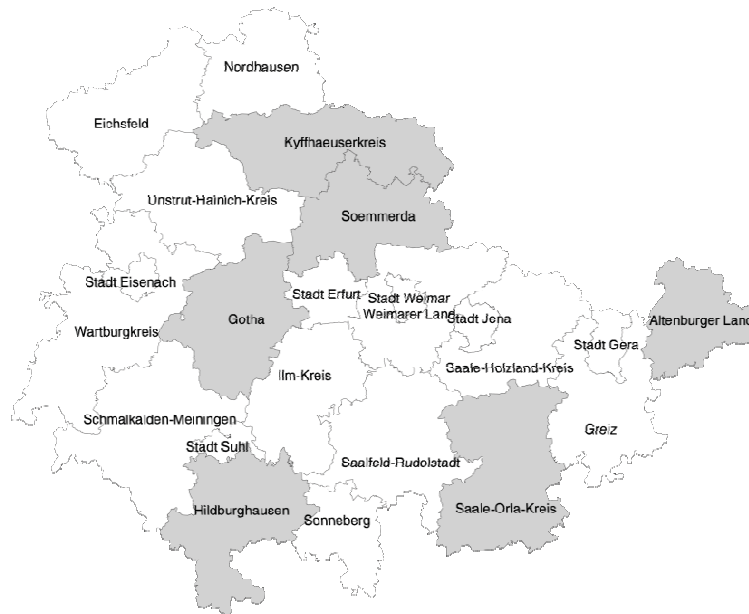 Nordhausen
Eichsfeld
Kyffhaeuserkreis
Unstrut-Hainich-Kreis
Soemmerda
Stadt Eisenach
Stadt Erfurt
Stadt Weimar
Weimarer Land
Gotha
Stadt Jena
Altenburger Land
Wartburgkreis
Stadt Gera
Saale-Holzland-Kreis
Ilm-Kreis
Schmalkalden-Meiningen
Greiz
Stadt Suhl
Saalfeld-Rudolstadt
Hildburghausen
Saale-Orla-Kreis
Sonneberg